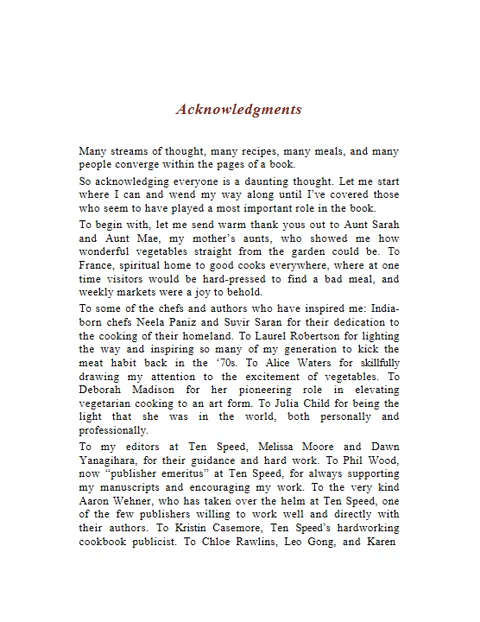 Acknowledgments
Many streams of thought, many recipes, many meals, and many
people converge within the pages of a book.
So acknowledging everyone is a daunting thought. Let me start
where I can and wend my way along until I’ve covered those
who seem to have played a most important role in the book.
To begin with, let me send warm thank yous out to Aunt Sarah
and Aunt Mae, my mother’s aunts, who showed me how
wonderful vegetables straight from the garden could be. To
France, spiritual home to good cooks everywhere, where at one
time visitors would be hard-pressed to find a bad meal, and
weekly markets were a joy to behold.
To some of the chefs and authors who have inspired me: India-
born chefs Neela Paniz and Suvir Saran for their dedication to
the cooking of their homeland. To Laurel Robertson for lighting
the way and inspiring so many of my generation to kick the
meat habit back in the ‘70s. To Alice Waters for skillfully
drawing my attention to the excitement of vegetables. To
Deborah Madison for her pioneering role in elevating
vegetarian cooking to an art form. To Julia Child for being the
light that she was in the world, both personally and
professionally.
To my editors at Ten Speed, Melissa Moore and Dawn
Yanagihara, for their guidance and hard work. To Phil Wood,
now “publisher emeritus” at Ten Speed, for always supporting
my manuscripts and encouraging my work. To the very kind
Aaron Wehner, who has taken over the helm at Ten Speed, one
of the few publishers willing to work well and directly with
their authors. To Kristin Casemore, Ten Speed’s hardworking
cookbook publicist. To Chloe Rawlins, Leo Gong, and Karen